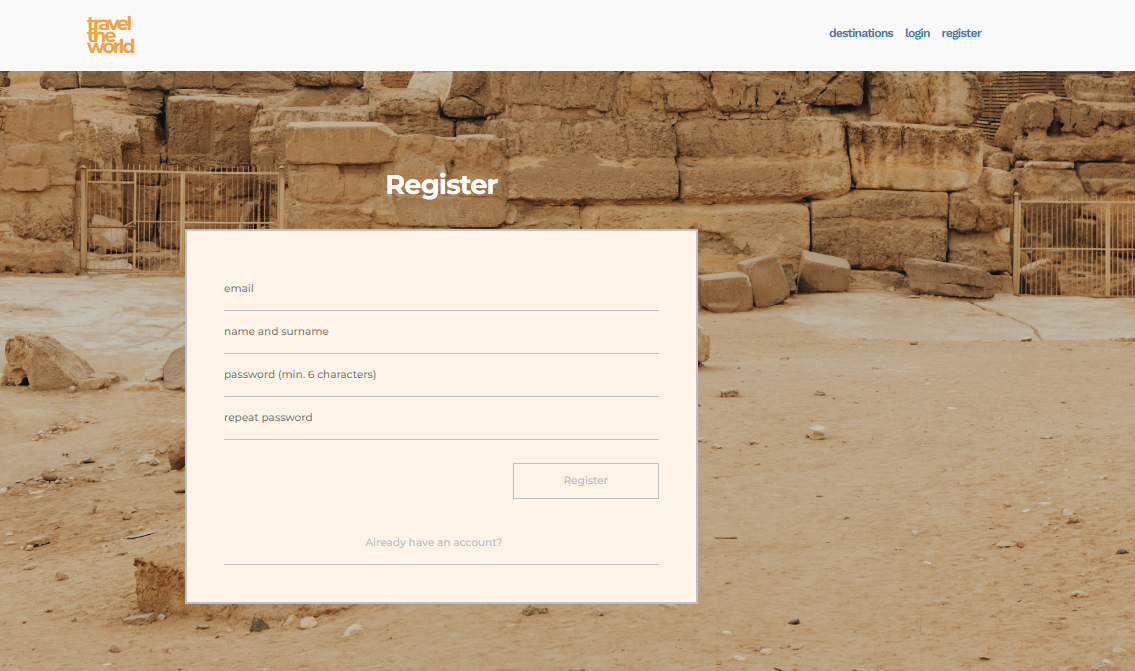 travel
the
world
destinations login register
Register
email
name and surname
password (min. 6 characters)
repeat password
Register
Already have an account?